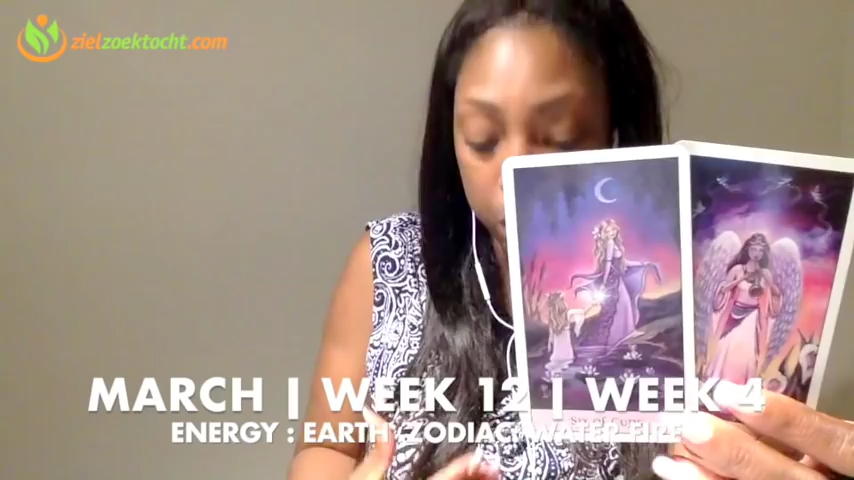 zielzoektocht.com
MARCH | WEEK 12 | WEEK 4
ENERGY : EARTH ZODIAC: WATER FIRE